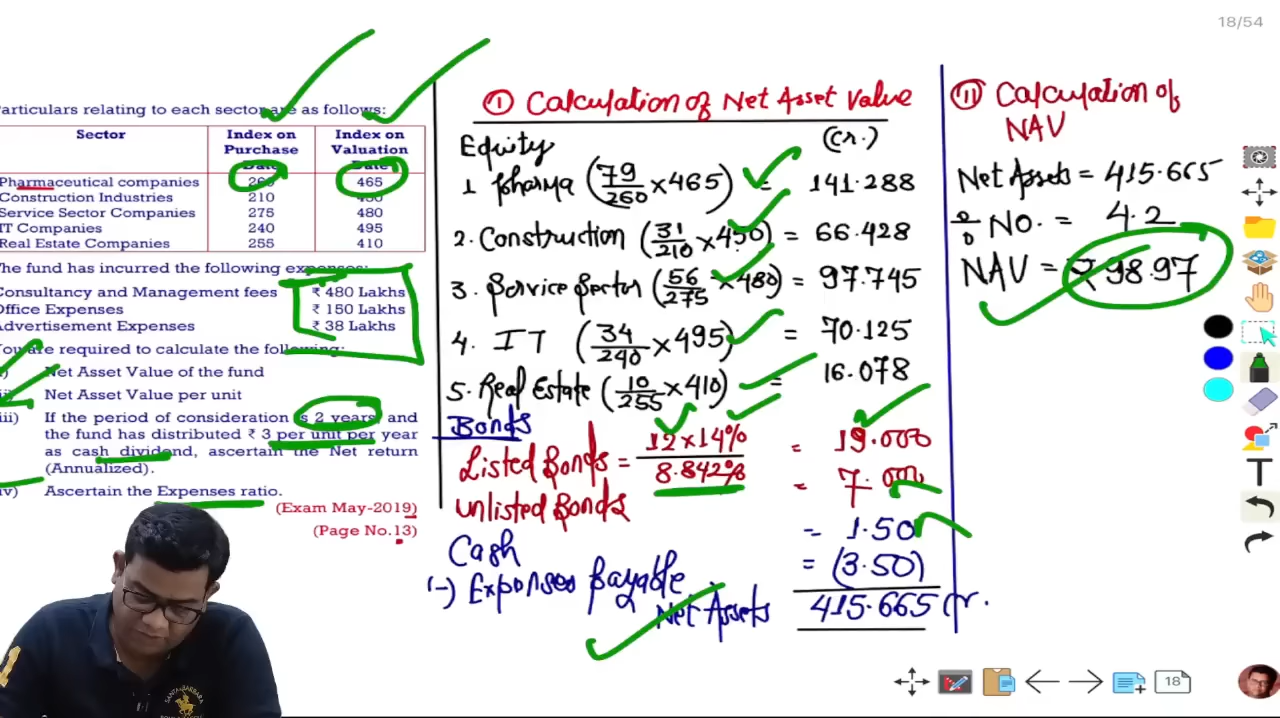 18/54
articulars relating to each sector are as follows:
Sector Index on Purchase Date Index on Valuation Date
Pharmaceutical companies 260 465
Construction Industries 210 450
Service Sector Companies 275 480
IT Companies 240 495
Real Estate Companies 255 410
The fund has incurred the following expenses:
Consultancy and Management fees ₹ 480 Lakhs
Office Expenses ₹ 150 Lakhs
Advertisement Expenses ₹ 38 Lakhs
You are required to calculate the following:
i) Net Asset Value of the fund
ii) Net Asset Value per unit
iii) If the period of consideration is 2 years, and
the fund has distributed ₹ 3 per unit per year
as cash dividend, ascertain the Net return
(Annualized).
iv) Ascertain the Expenses ratio.
(Exam May-2019)
(Page No.13)
① Calculation of Net Asset Value
Equity (cr.)
1. Pharma (79/260 x 465) = 141.288
2. Construction (31/210 x 450) = 66.428
3. Service Sector (56/275 x 480) = 97.745
4. IT (34/240 x 495) = 70.125
5. Real Estate (10/255 x 410) = 16.078
Bonds
Listed Bonds = 12 x 14% / 8.842% = 19.000
Unlisted Bonds = 7.000
Cash = 1.50
(-) Expenses Payable = (3.50)
Net Assets 415.665 Cr.
II Calculation of
NAV
Net Assets = 415.665
No. = 4.2
NAV = ₹ 98.97
SANTA BARBARA
18